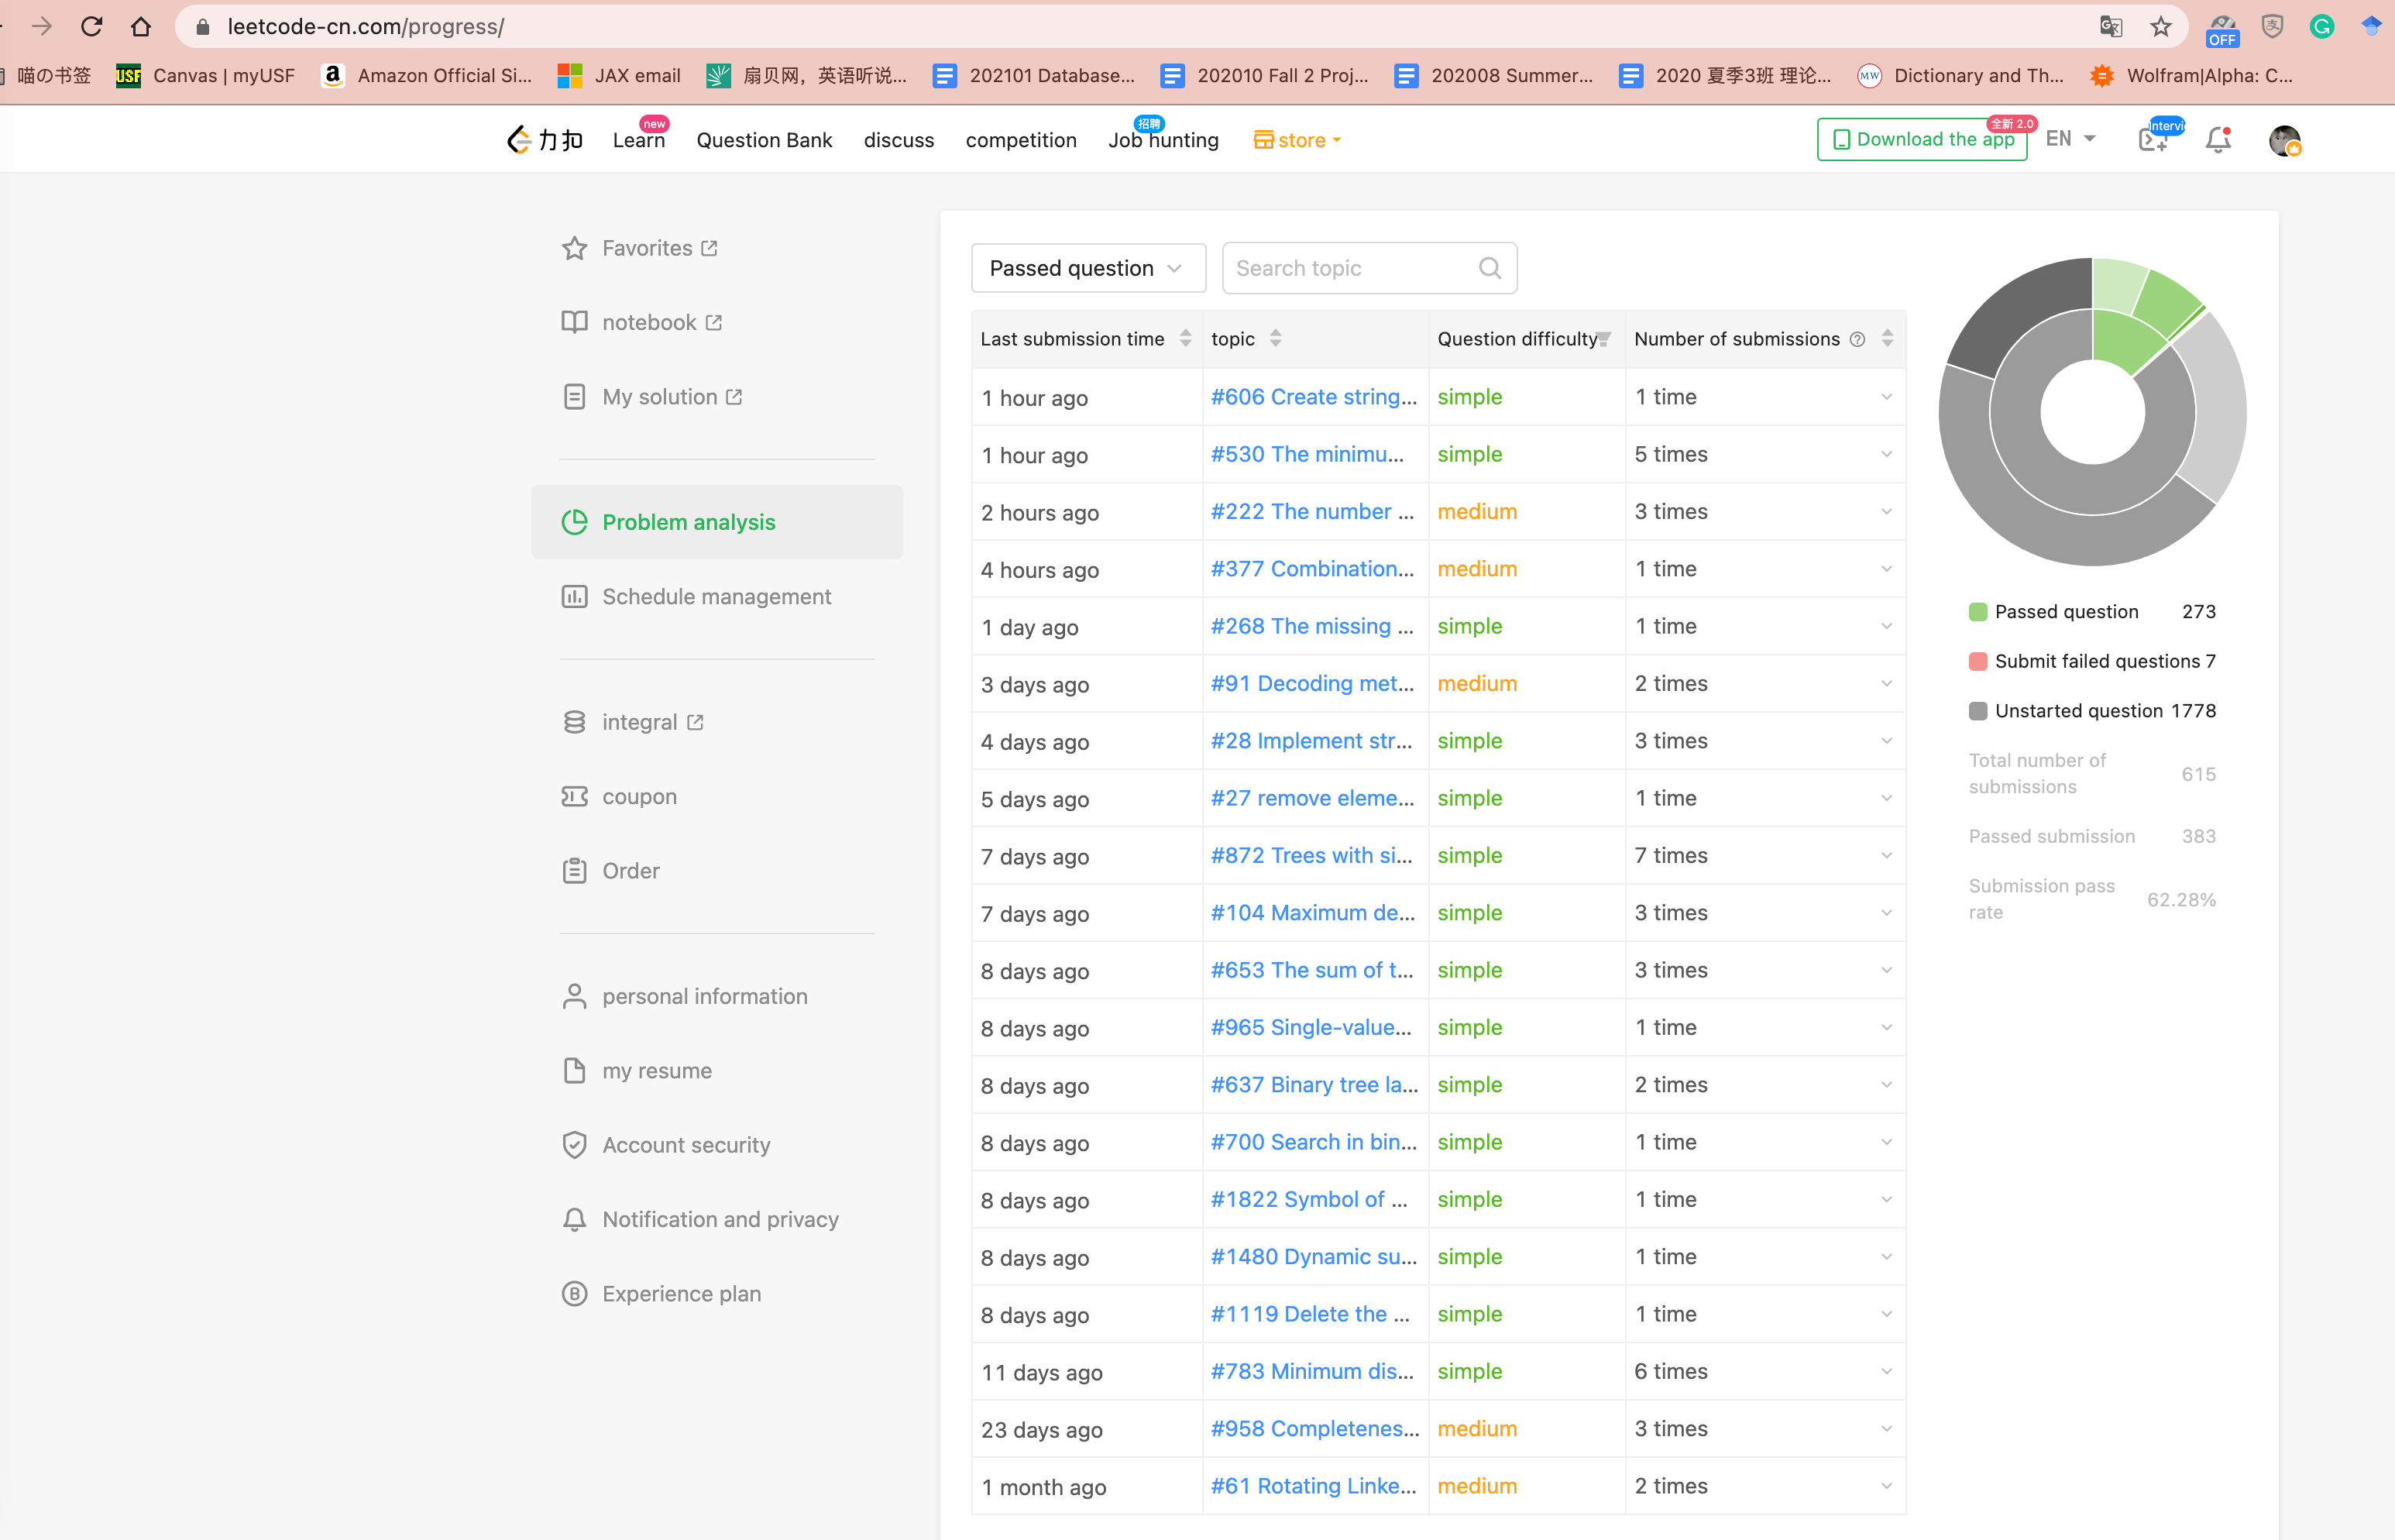 leetcode-cn.com/progress/
OFF
喵の书签 USF Canvas | myUSF Amazon Official Si... JAX email 扇贝网，英语听说... 202101 Database... 202010 Fall 2 Proj... 202008 Summer... 2020 夏季3班 理论... MW Dictionary and Th... Wolfram|Alpha: C...
力扣 Learn new Question Bank discuss competition Job hunting 招聘 store Download the app 全新 2.0 EN Intervi
Favorites
notebook
My solution
Problem analysis
Schedule management
integral
coupon
Order
personal information
my resume
Account security
Notification and privacy
Experience plan
Passed question Search topic
Last submission time topic Question difficulty Number of submissions
1 hour ago #606 Create string... simple 1 time
1 hour ago #530 The minimu... simple 5 times
2 hours ago #222 The number ... medium 3 times
4 hours ago #377 Combination... medium 1 time
1 day ago #268 The missing ... simple 1 time
3 days ago #91 Decoding met... medium 2 times
4 days ago #28 Implement str... simple 3 times
5 days ago #27 remove eleme... simple 1 time
7 days ago #872 Trees with si... simple 7 times
7 days ago #104 Maximum de... simple 3 times
8 days ago #653 The sum of t... simple 3 times
8 days ago #965 Single-value... simple 1 time
8 days ago #637 Binary tree la... simple 2 times
8 days ago #700 Search in bin... simple 1 time
8 days ago #1822 Symbol of ... simple 1 time
8 days ago #1480 Dynamic su... simple 1 time
8 days ago #1119 Delete the ... simple 1 time
11 days ago #783 Minimum dis... simple 6 times
23 days ago #958 Completenes... medium 3 times
1 month ago #61 Rotating Linke... medium 2 times
Passed question 273
Submit failed questions 7
Unstarted question 1778
Total number of
submissions 615
Passed submission 383
Submission pass
rate 62.28%